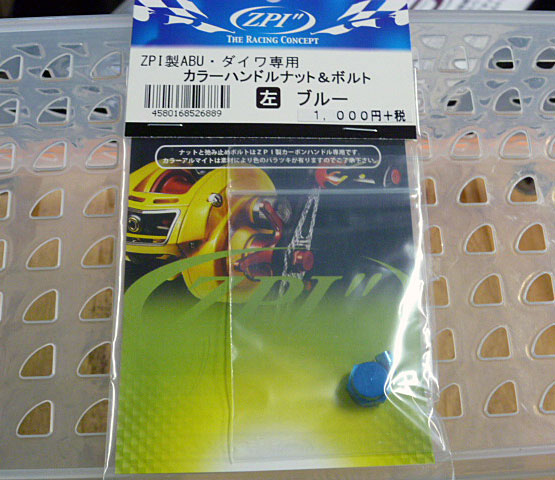 ZPI"
THE RACING CONCEPT
ZPI製ABU・ダイワ専用
カラーハンドルナット&ボルト
左 ブルー
4580168526889
1,000円+税
ナットと弛み止めボルトはZPI製カーボンハンドル専用です。
カラーアルマイトは素材により色のバラツキが有りますのでご了承下さい。
ZPI"